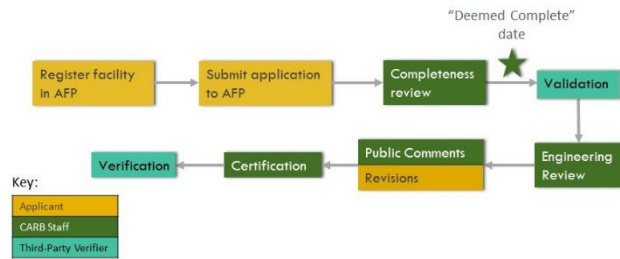 “Deemed Complete”
date
Register facility
in AFP
Submit application
to AFP
Completeness
review
Validation
Verification
Certification
Public Comments
Revisions
Engineering
Review
Key:
Applicant
CARB Staff
Third-Party Verifier